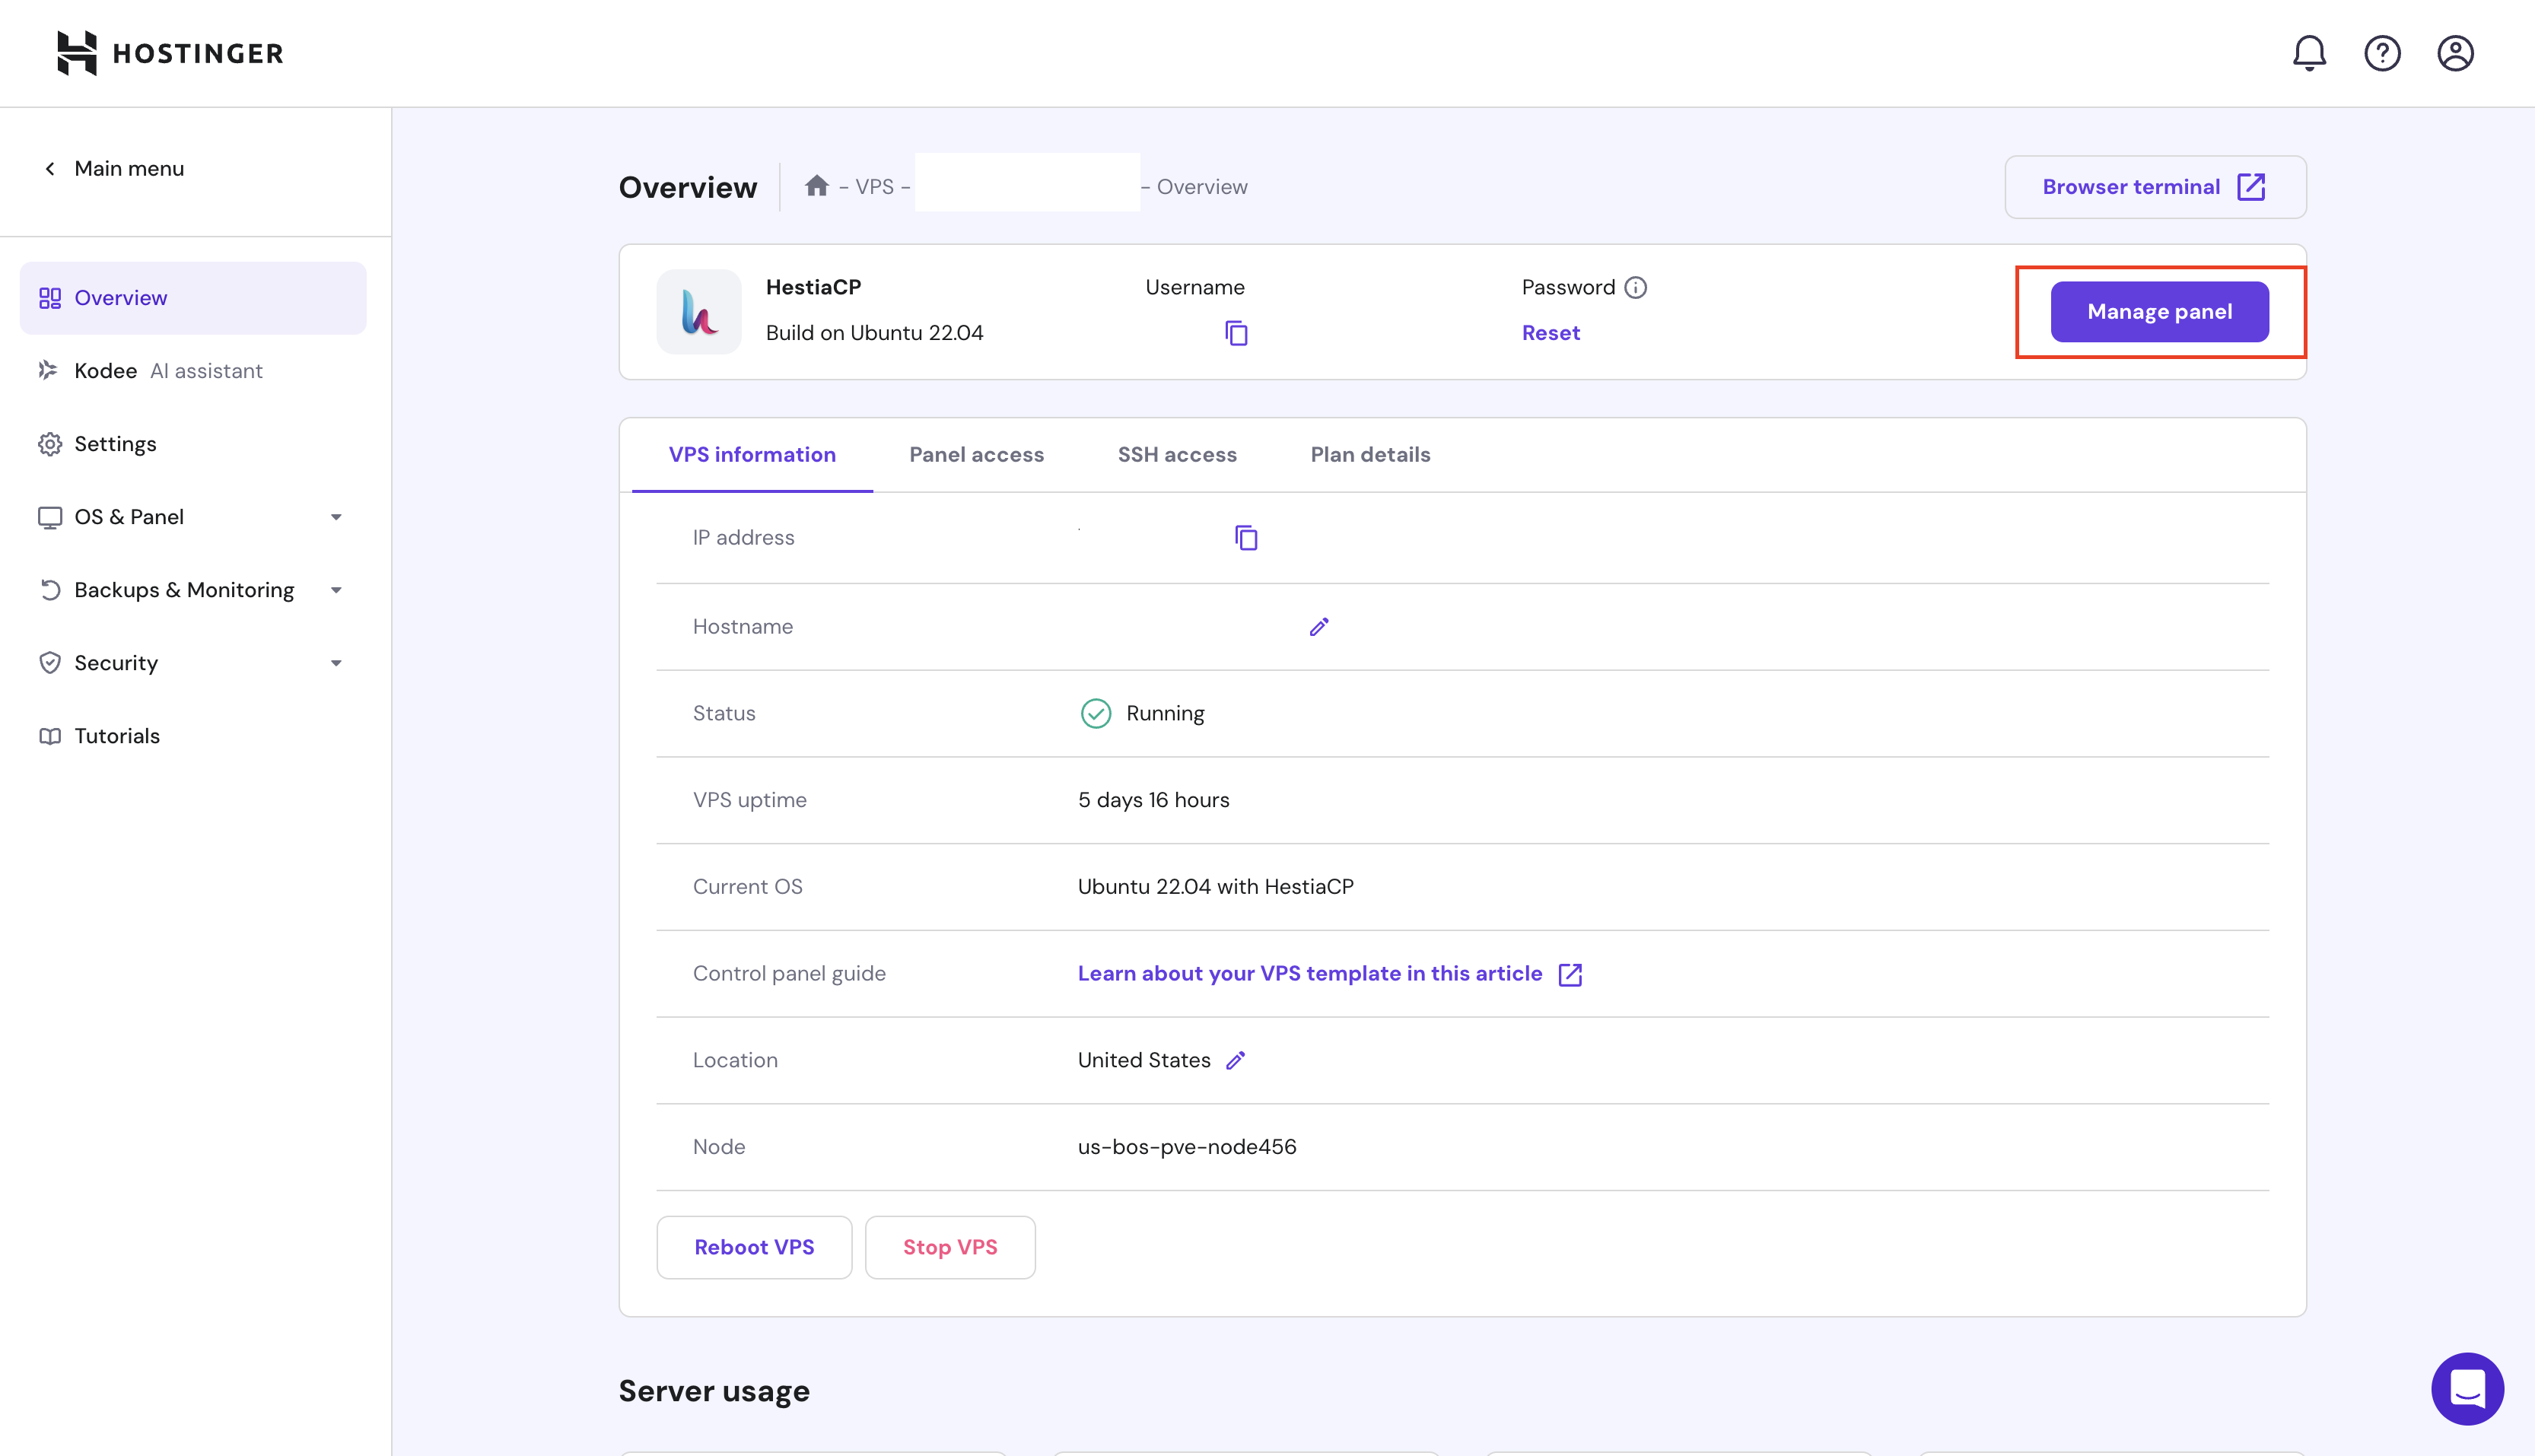 HOSTINGER
Main menu
Overview
Kodee AI assistant
Settings
OS & Panel
Backups & Monitoring
Security
Tutorials
Overview
- VPS - - Overview
Browser terminal
HestiaCP
Build on Ubuntu 22.04
Username
Password
Reset
Manage panel
VPS information Panel access SSH access Plan details
IP address
Hostname
Status Running
VPS uptime 5 days 16 hours
Current OS Ubuntu 22.04 with HestiaCP
Control panel guide Learn about your VPS template in this article
Location United States
Node us-bos-pve-node456
Reboot VPS Stop VPS
Server usage